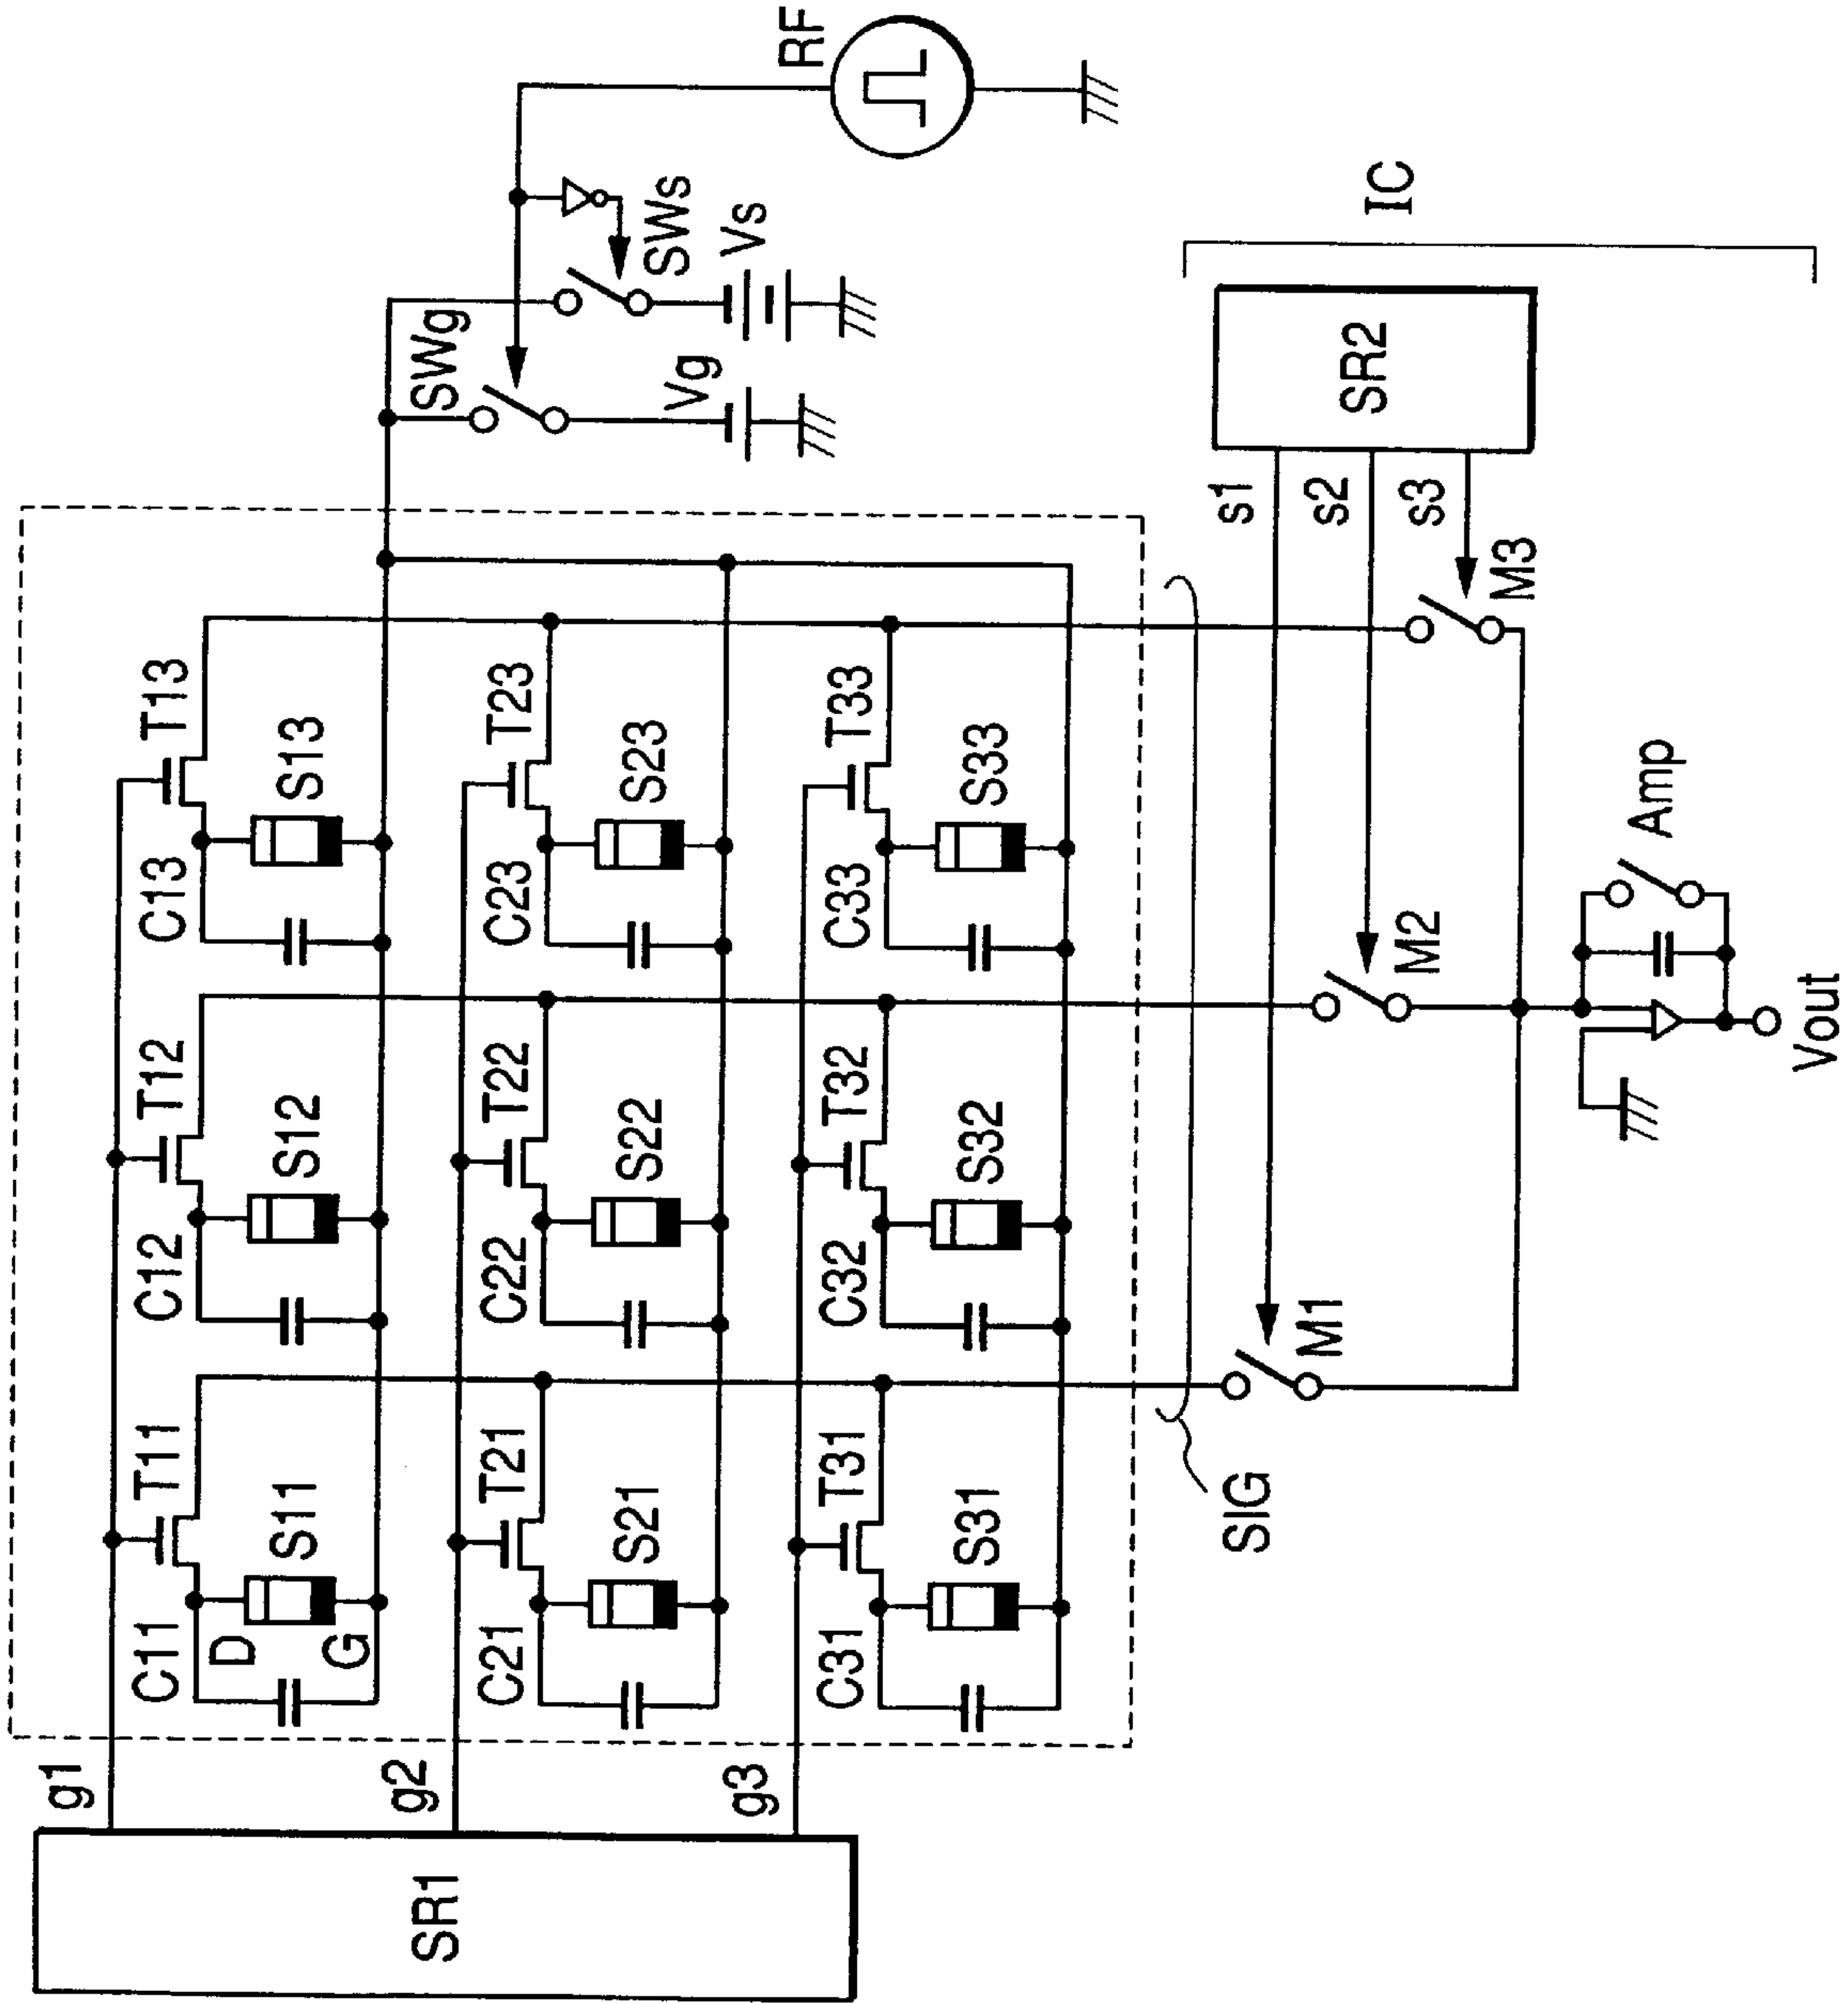 SR1
g1
g2
g3
C11
T11
D
S11
G
C12
T12
S12
C13
T13
S13
C21
T21
S21
C22
T22
S22
C23
T23
S23
C31
T31
S31
C32
T32
S32
C33
T33
S33
SWg
Vg
SWs
Vs
RF
SIG
M1
M2
M3
s1
s2
s3
SR2
IC
Amp
Vout